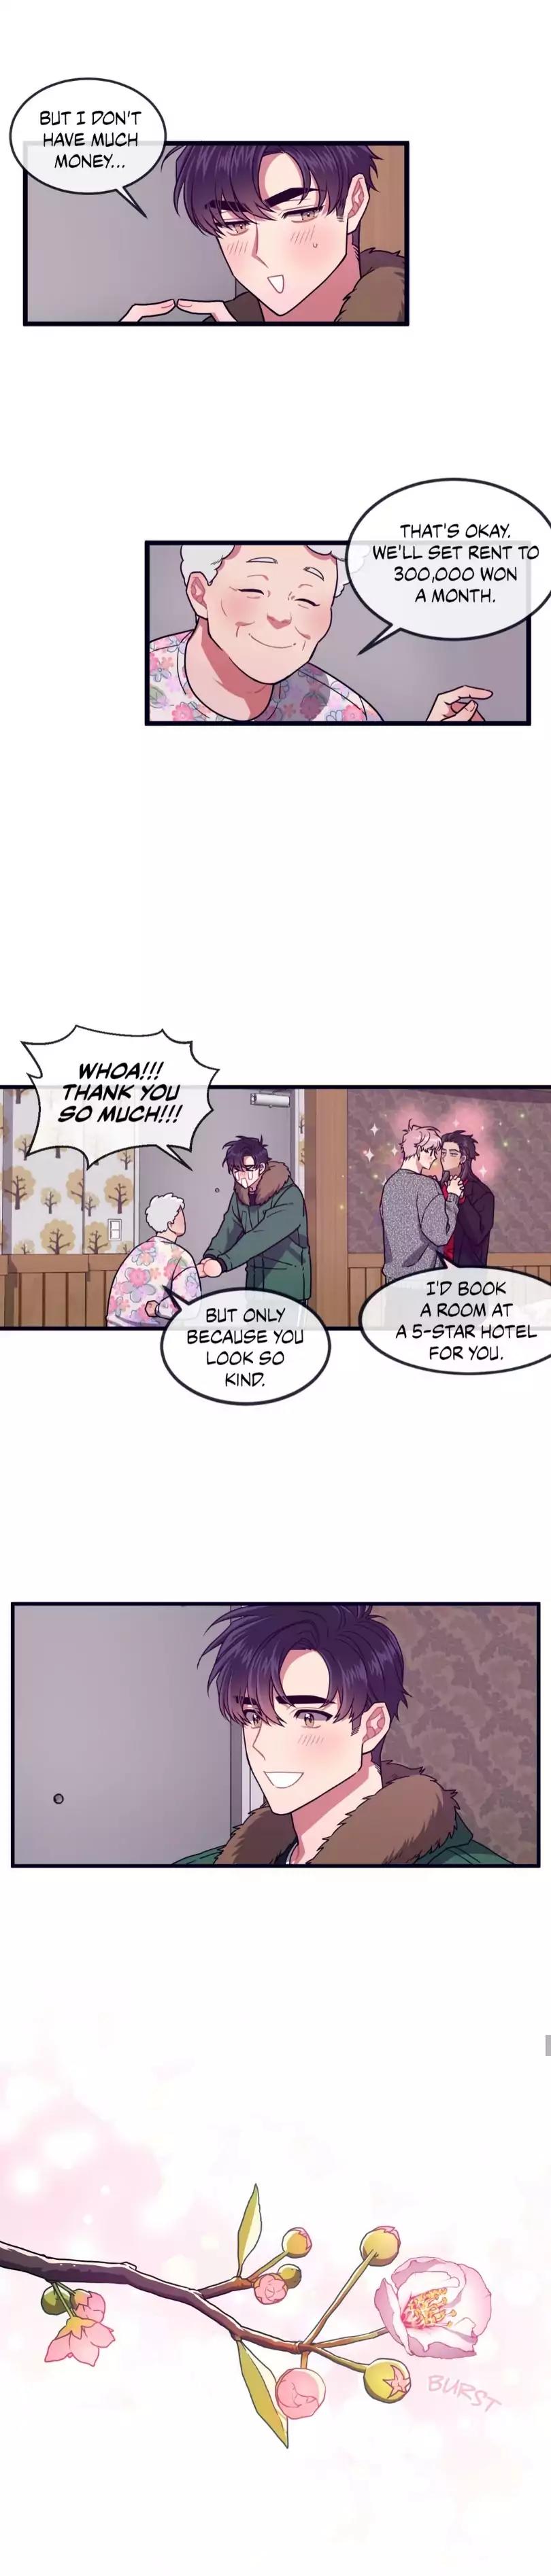 BUT I DON'T
HAVE MUCH
MONEY...
THAT'S OKAY.
WE'LL SET RENT TO
300,000 WON
A MONTH.
WHOA!!!
THANK YOU
SO MUCH!!!
BUT ONLY
BECAUSE YOU
LOOK SO
KIND.
I'D BOOK
A ROOM AT
A 5-STAR HOTEL
FOR YOU.
BURST